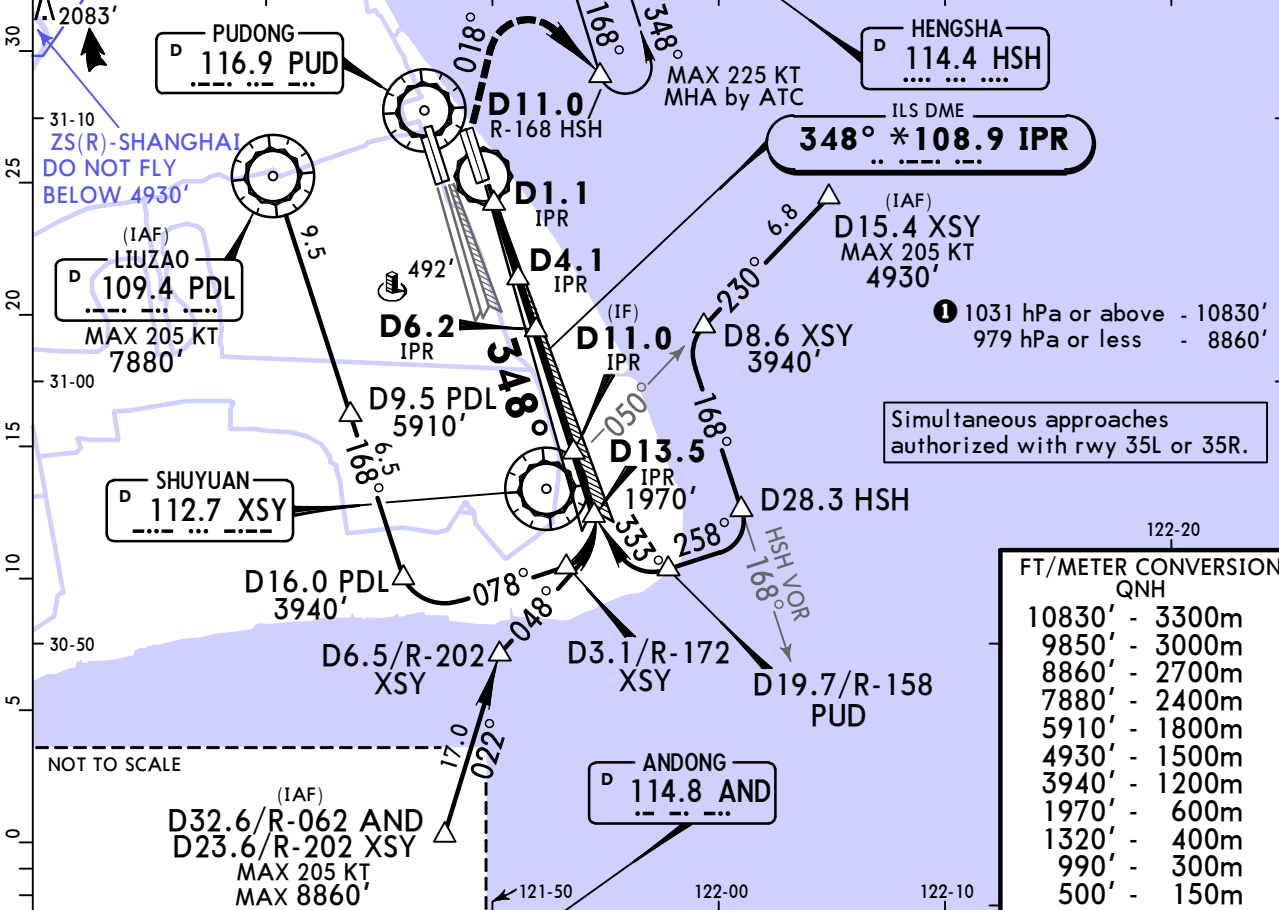 2083′
30
PUDONG
D 116.9 PUD
018°
168°
348°
HENGSHA
D 114.4 HSH
MAX 225 KT
MHA by ATC
D11.0
R-168 HSH
31-10
ZS(R)-SHANGHAI
DO NOT FLY
BELOW 4930′
ILS DME
348° *108.9 IPR
25
D1.1
IPR
(IAF)
D15.4 XSY
MAX 205 KT
4930′
6.8
9.5
(IAF)
LIUZAO
D 109.4 PDL
MAX 205 KT
7880′
492′
D4.1
IPR
230°
20
D6.2
IPR
(IF)
D11.0
IPR
D8.6 XSY
3940′
1 1031 hPa or above - 10830′
979 hPa or less - 8860′
348°
31-00
050°
D9.5 PDL
5910′
168°
Simultaneous approaches
authorized with rwy 35L or 35R.
15
6.5
168°
D13.5
IPR
1970′
SHUYUAN
D 112.7 XSY
D28.3 HSH
333°
258°
HSH VOR
168°
122-20
10
D16.0 PDL
3940′
078°
048°
30-50
D6.5/R-202
XSY
D3.1/R-172
XSY
D19.7/R-158
PUD
5
17.0
022°
NOT TO SCALE
ANDONG
D 114.8 AND
(IAF)
D32.6/R-062 AND
D23.6/R-202 XSY
MAX 205 KT
MAX 8860′
0
121-50
122-00
122-10
FT/METER CONVERSION
QNH
10830′ - 3300m
9850′ - 3000m
8860′ - 2700m
7880′ - 2400m
5910′ - 1800m
4930′ - 1500m
3940′ - 1200m
1970′ - 600m
1320′ - 400m
990′ - 300m
500′ - 150m